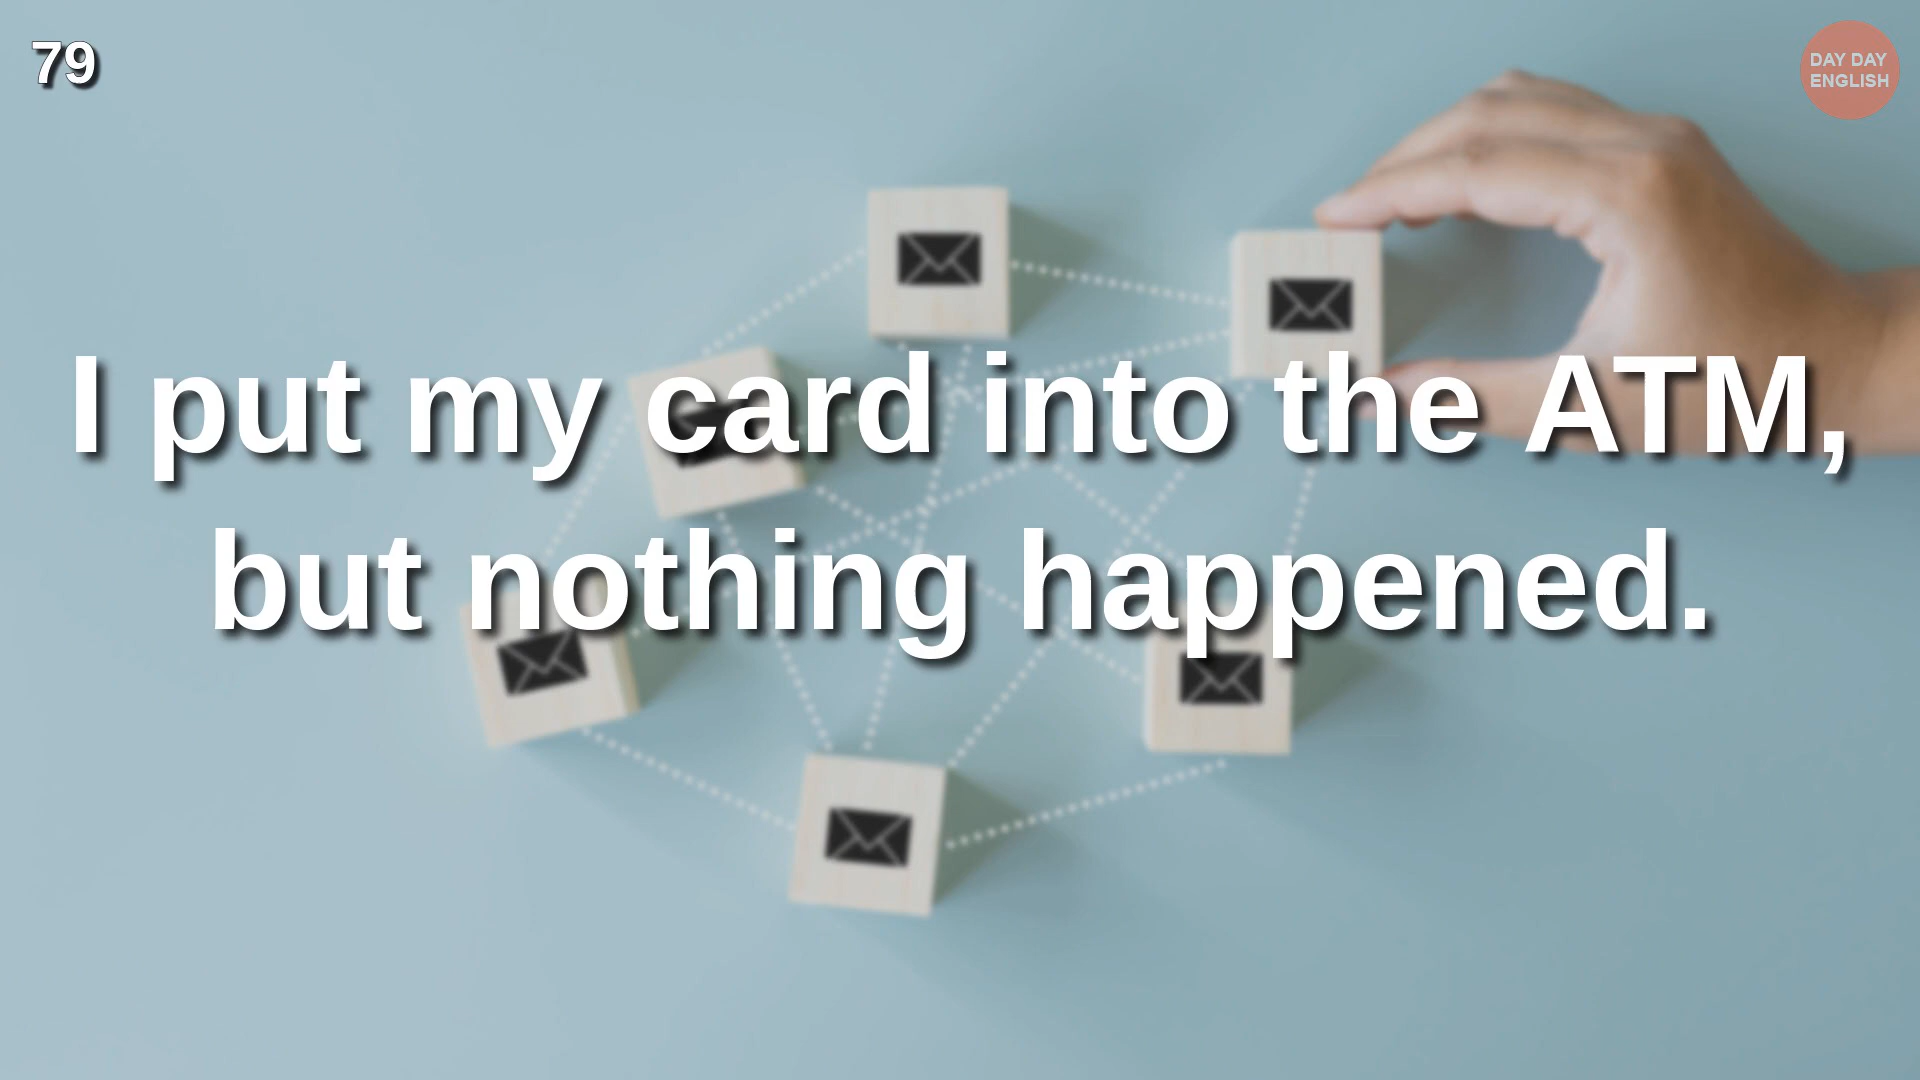 79
DAY DAY
ENGLISH
I put my card into the ATM,
but nothing happened.